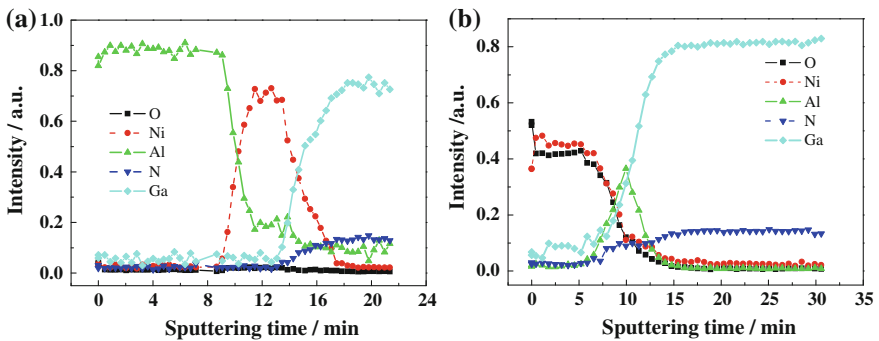 (a)
Intensity / a.u.
1.0
0.8
0.6
0.4
0.2
0.0
O
Ni
Al
N
Ga
0 4 8 12 16 20 24
Sputtering time / min
(b)
Intensity /a.u.
0.8
0.6
0.4
0.2
0.0
O
Ni
Al
N
Ga
0 5 10 15 20 25 30 35
Sputtering time / min